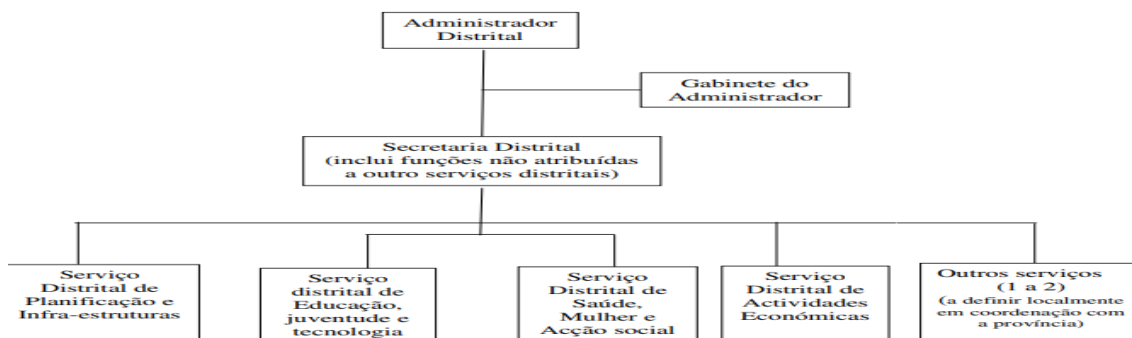 Administrador
Distrital
Gabinete do
Administrador
Secretaria Distrital
(inclui funções não atribuídas
a outro serviços distritais)
Serviço
Distrital de
Planificação e
Infra-estruturas
Serviço
distrital de
Educação,
juventude e
tecnologia
Serviço
Distrital de
Saúde,
Mulher e
Acção social
Serviço
Distrital de
Actividades
Económicas
Outros serviços
(1 a 2)
(a definir localmente
em coordenação com
a província)